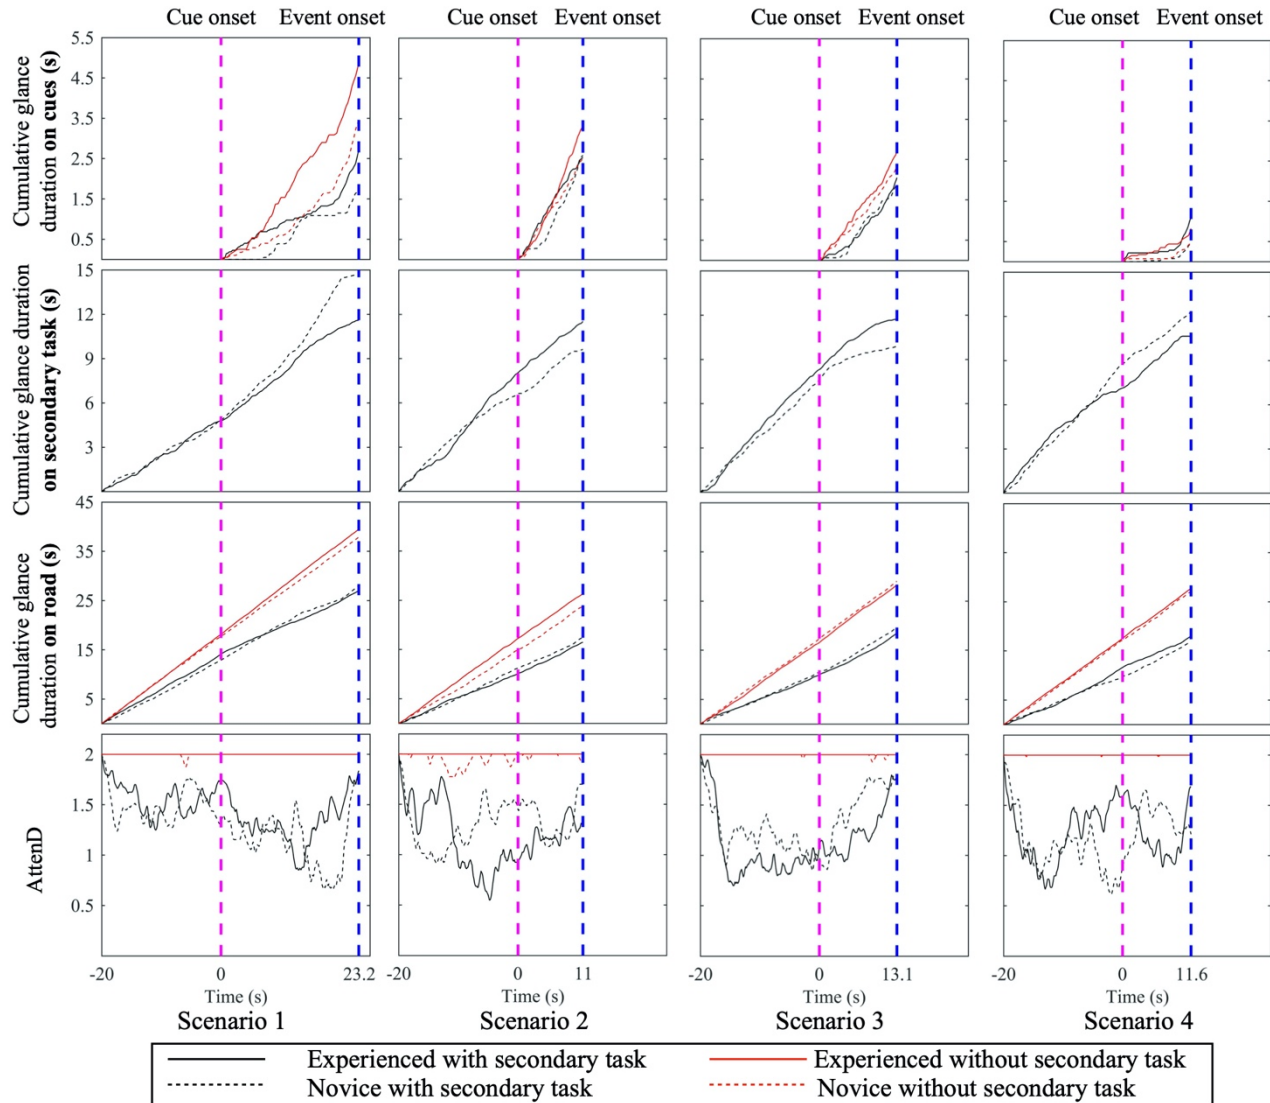 Cue onset Event onset Cue onset Event onset Cue onset Event onset Cue onset Event onset
Cumulative glance
duration on cues (s)
5.5
4.5
3.5
2.5
1.5
0.5
Cumulative glance duration
on secondary task (s)
15
12
9
6
3
Cumulative glance
duration on road (s)
45
35
25
15
5
AttenD
2
1.5
1
0.5
-20 0 23.2 -20 0 11 -20 0 13.1 -20 0 11.6
Time (s) Time (s) Time (s) Time (s)
Scenario 1 Scenario 2 Scenario 3 Scenario 4
Experienced with secondary task Experienced without secondary task
Novice with secondary task Novice without secondary task